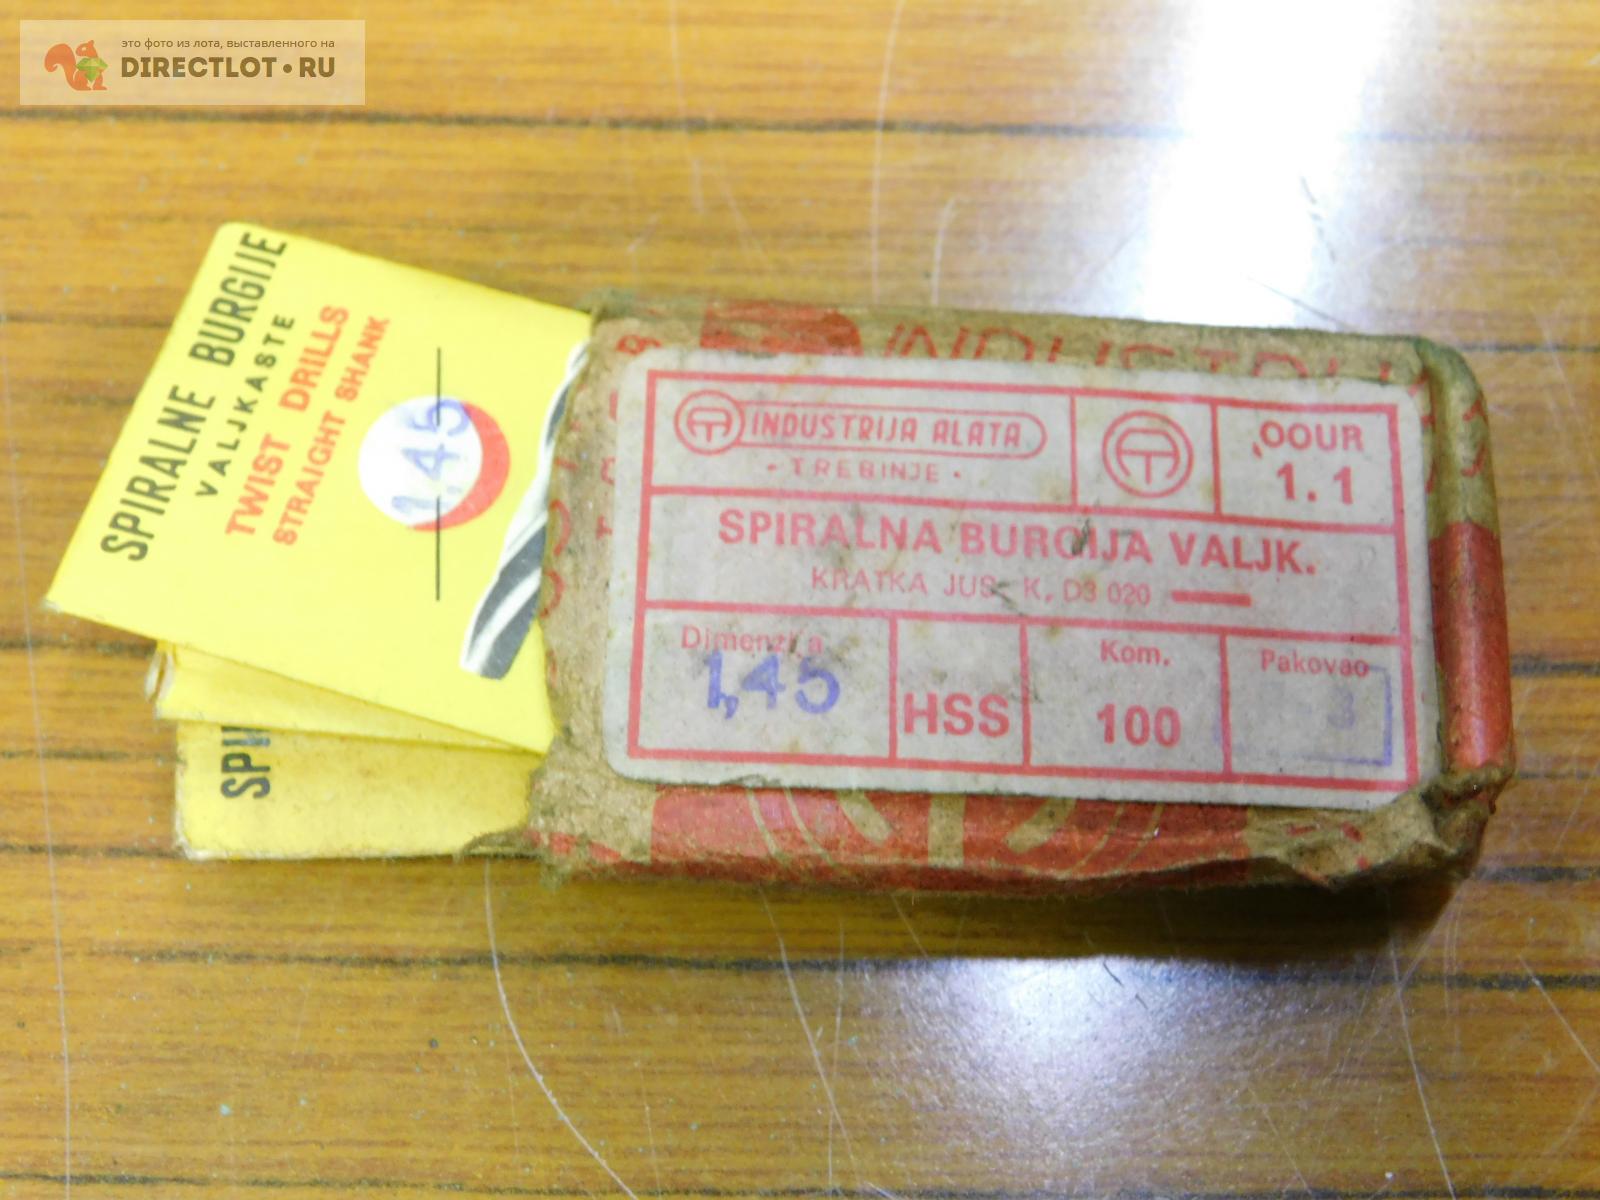 это фото из лота, выставленного на
DIRECTLOT•RU
SPIRALNE BURGIJE
VALJKASTE
TWIST DRILLS
STRAIGHT SHANK
1,45
INDUSTRIJA ALATA
- TREBINJE -
OOUR
1.1
SPIRALNA BURGIJA VALJK.
KRATKA JUS K. D3 020
Dimenzija
1,45
HSS
Kom.
100
Pakovao
3